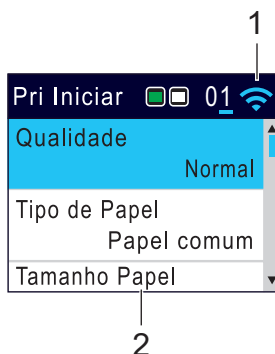 1
Pri Iniciar 01
Qualidade
Normal
Tipo de Papel
Papel comum
Tamanho Papel
2